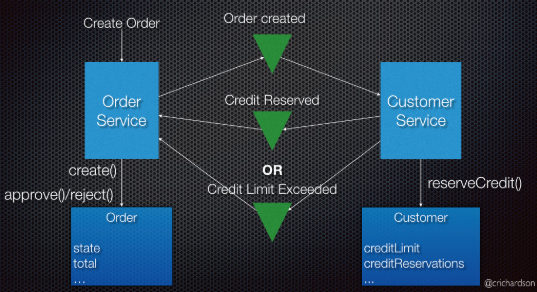 Create Order
Order created
Order
Service
Credit Reserved
Customer
Service
OR
Credit Limit Exceeded
create()
approve()/reject()
reserveCredit()
Order
state
total
...
Customer
creditLimit
creditReservations
...
@crichardson